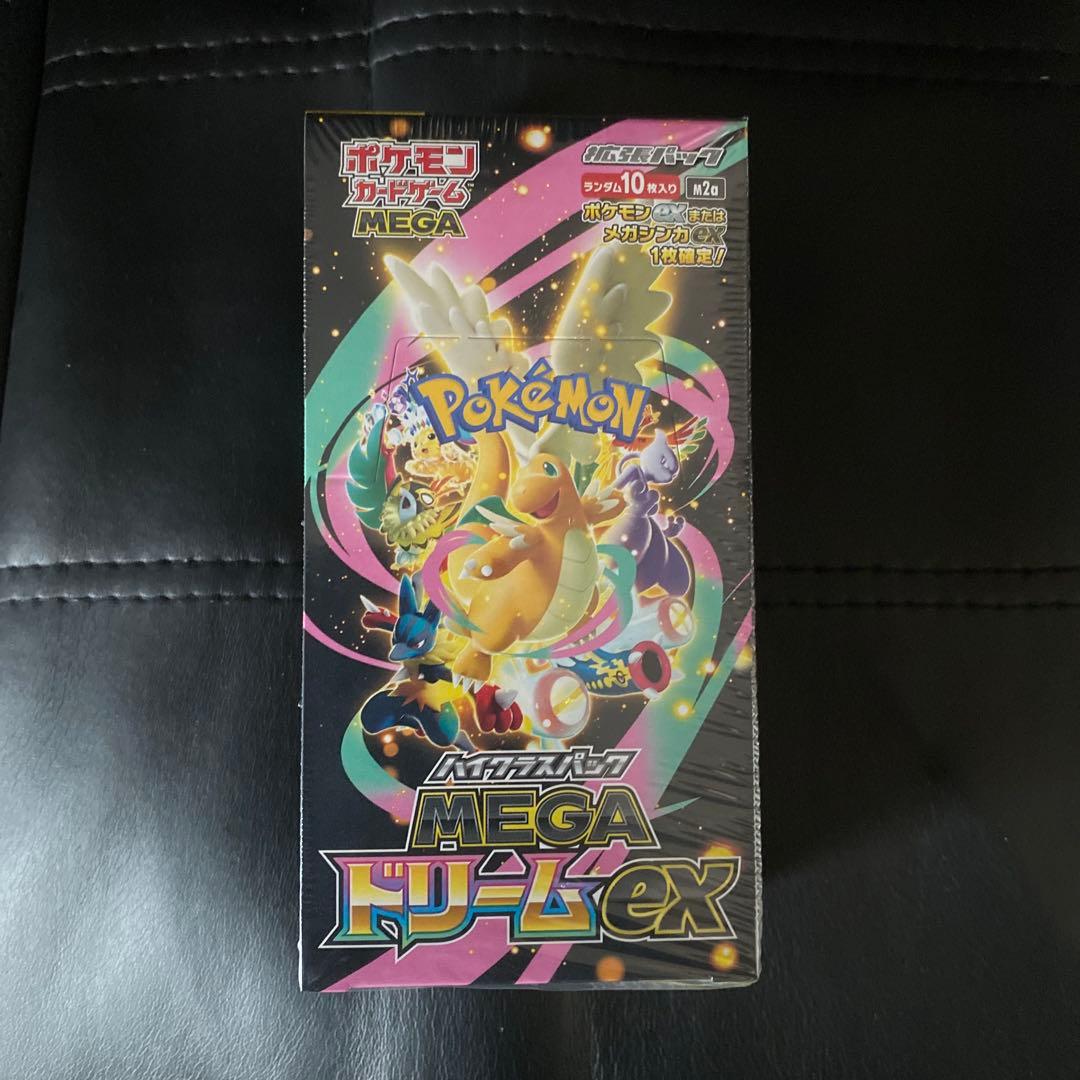 ポケモン
カードゲーム™
MEGA
拡張パック
ランダム10枚入り M2a
ポケモンexまたは
メガシンカex
1枚確定!
POKéMON
ハイクラスパック
MEGA
ドリームex